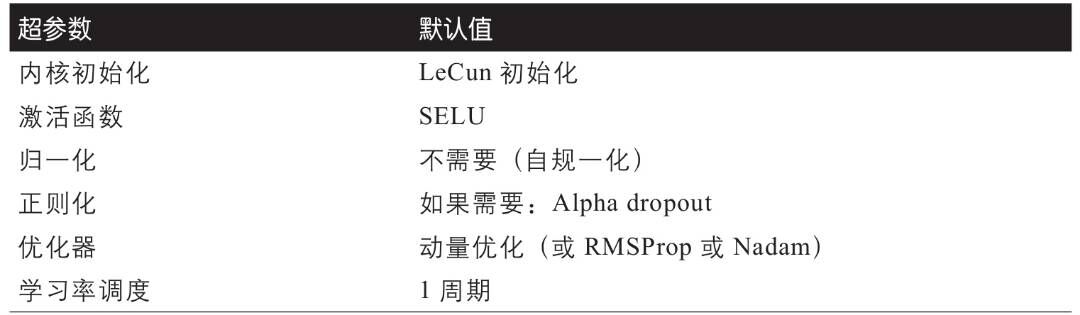 超参数 默认值
内核初始化 LeCun 初始化
激活函数 SELU
归一化 不需要（自规一化）
正则化 如果需要：Alpha dropout
优化器 动量优化（或 RMSProp 或 Nadam）
学习率调度 1 周期